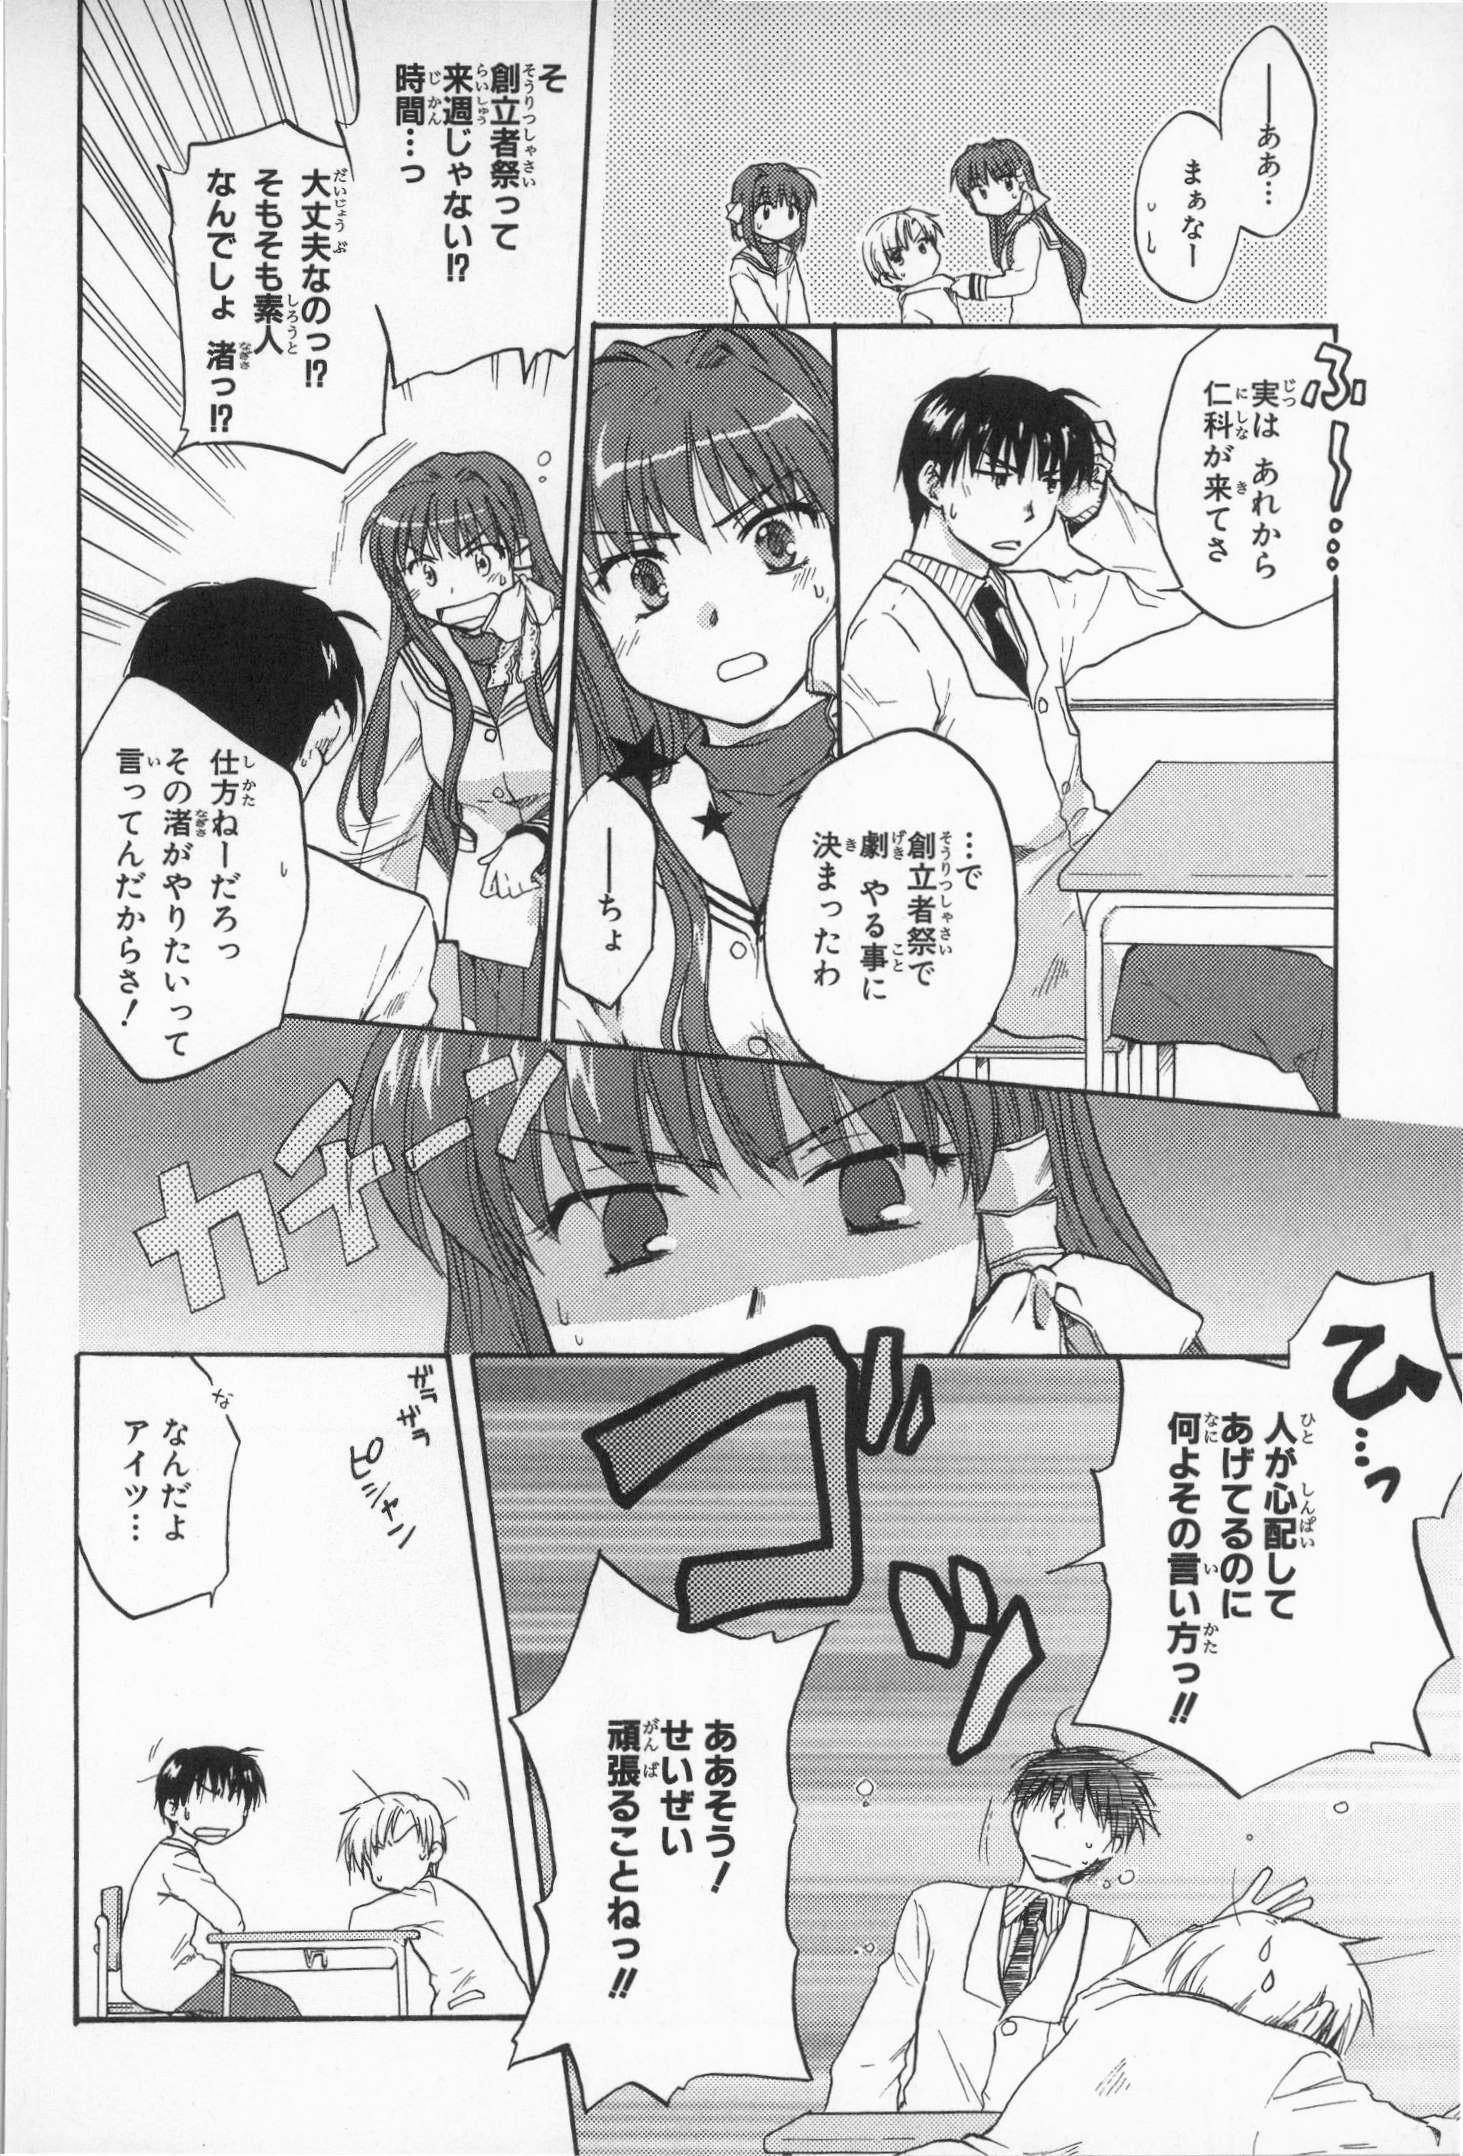 ―ああ…
まぁなー
ふー…。。
実は あれから
仁科が来てさ
…で
創立者祭で
劇 やる事に
決まったわ
―ちょ
そ
創立者祭って
来週じゃない!?
時間…っ
大丈夫なのっ!?
そもそも素人
なんでしょ 渚っ!?
仕方ねーだろっ
その渚がやりたいって
言ってんだからさ!
カチーン
ひ…っ
人が心配して
あげてるのに
何よその言い方っ!!
ゴッ
ああそう!
せいぜい
頑張ることねっ!!
ガラガラ
ピシャン
な
なんだよ
アイツ…